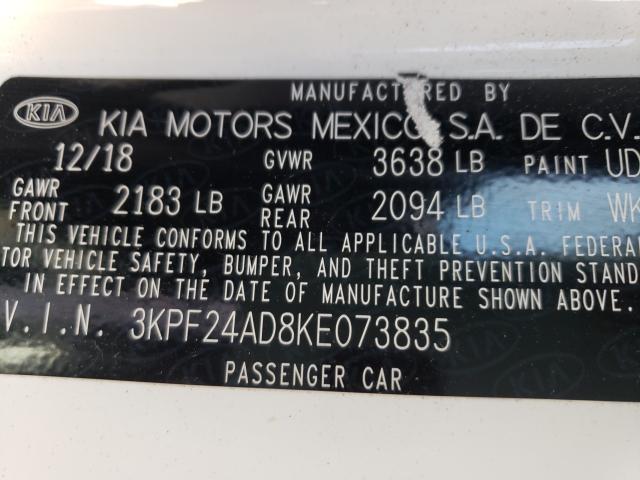 MANUFACTURED BY
KIA KIA MOTORS MEXICO S.A. DE C.V.
12/18 GVWR 3638 LB PAINT UD
GAWR FRONT 2183 LB GAWR REAR 2094 LB TRIM WK
THIS VEHICLE CONFORMS TO ALL APPLICABLE U.S.A. FEDERA
TOR VEHICLE SAFETY, BUMPER, AND THEFT PREVENTION STAND
IN EFFECT ON THE DATE OF MANUFACTURE SHOWN ABOVE.
V.I.N. 3KPF24AD8KE073835
PASSENGER CAR